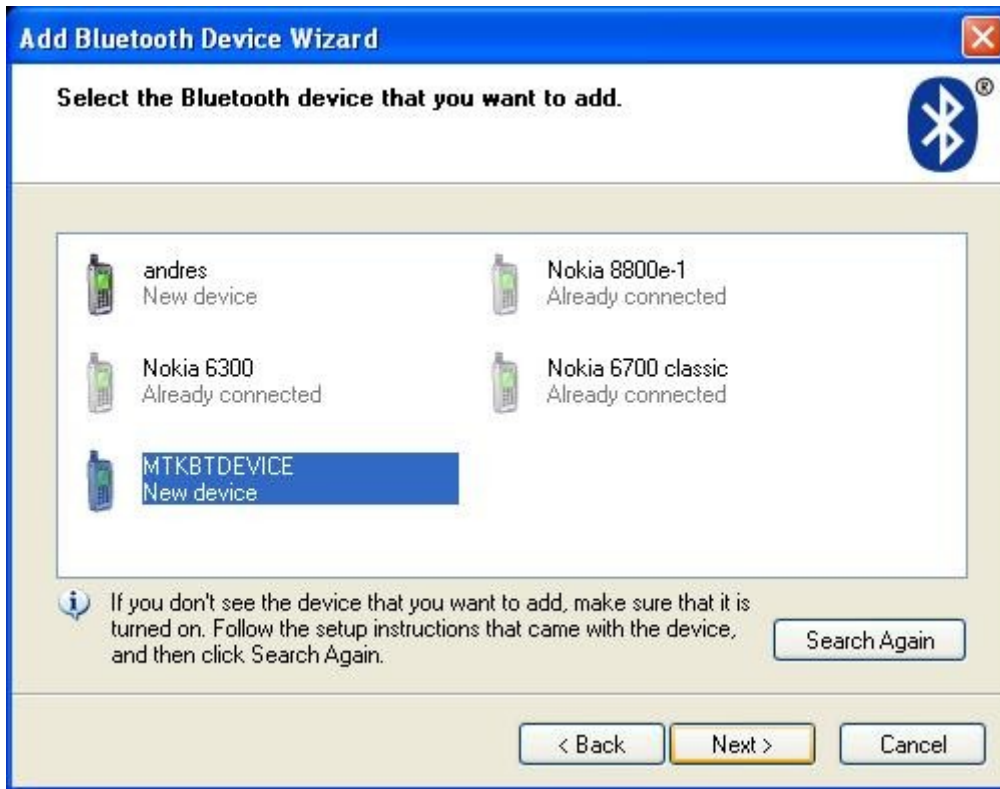 Add Bluetooth Device Wizard
Select the Bluetooth device that you want to add.
®
andres
New device
Nokia 8800e-1
Already connected
Nokia 6300
Already connected
Nokia 6700 classic
Already connected
MTKBTDEVICE
New device
If you don't see the device that you want to add, make sure that it is
turned on. Follow the setup instructions that came with the device,
and then click Search Again.
Search Again
< Back
Next >
Cancel